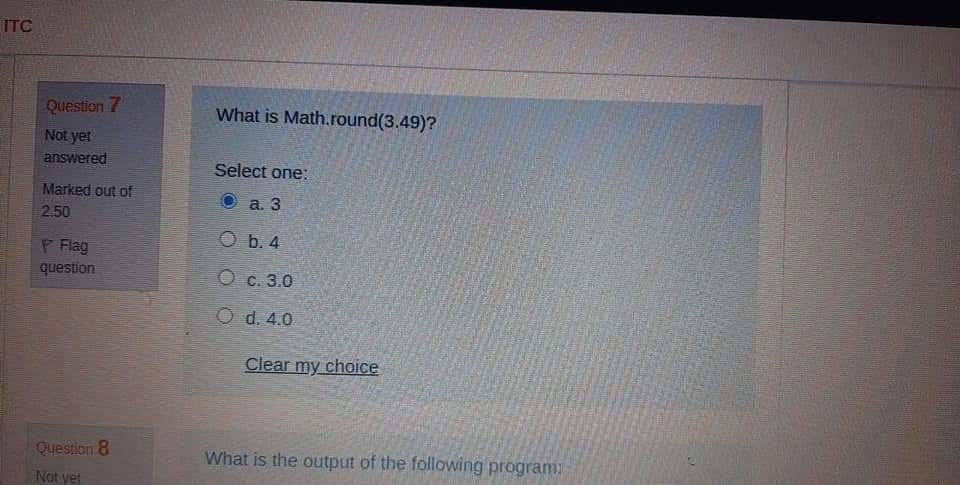 ITC
Question 7
Not yet
answered
Marked out of
2.50
Flag
question
What is Math.round(3.49)?
Select one:
a. 3
b. 4
c. 3.0
d. 4.0
Clear my choice
Question 8
Not yet
What is the output of the following program: